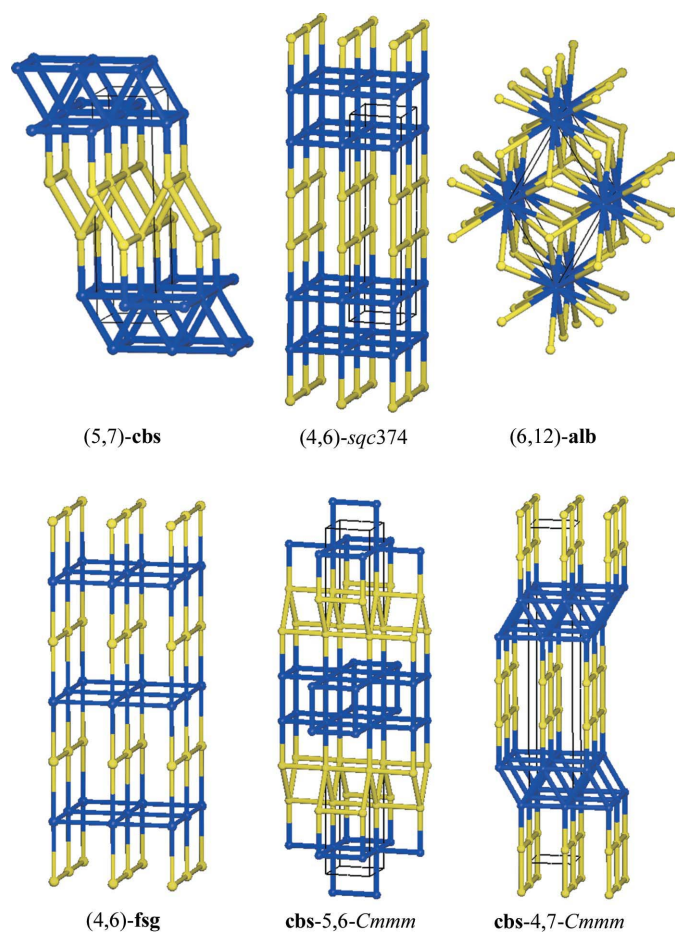 (5,7)-cbs
(4,6)-sqc374
(6,12)-alb
(4,6)-fsg
cbs-5,6-Cmmm
cbs-4,7-Cmmm